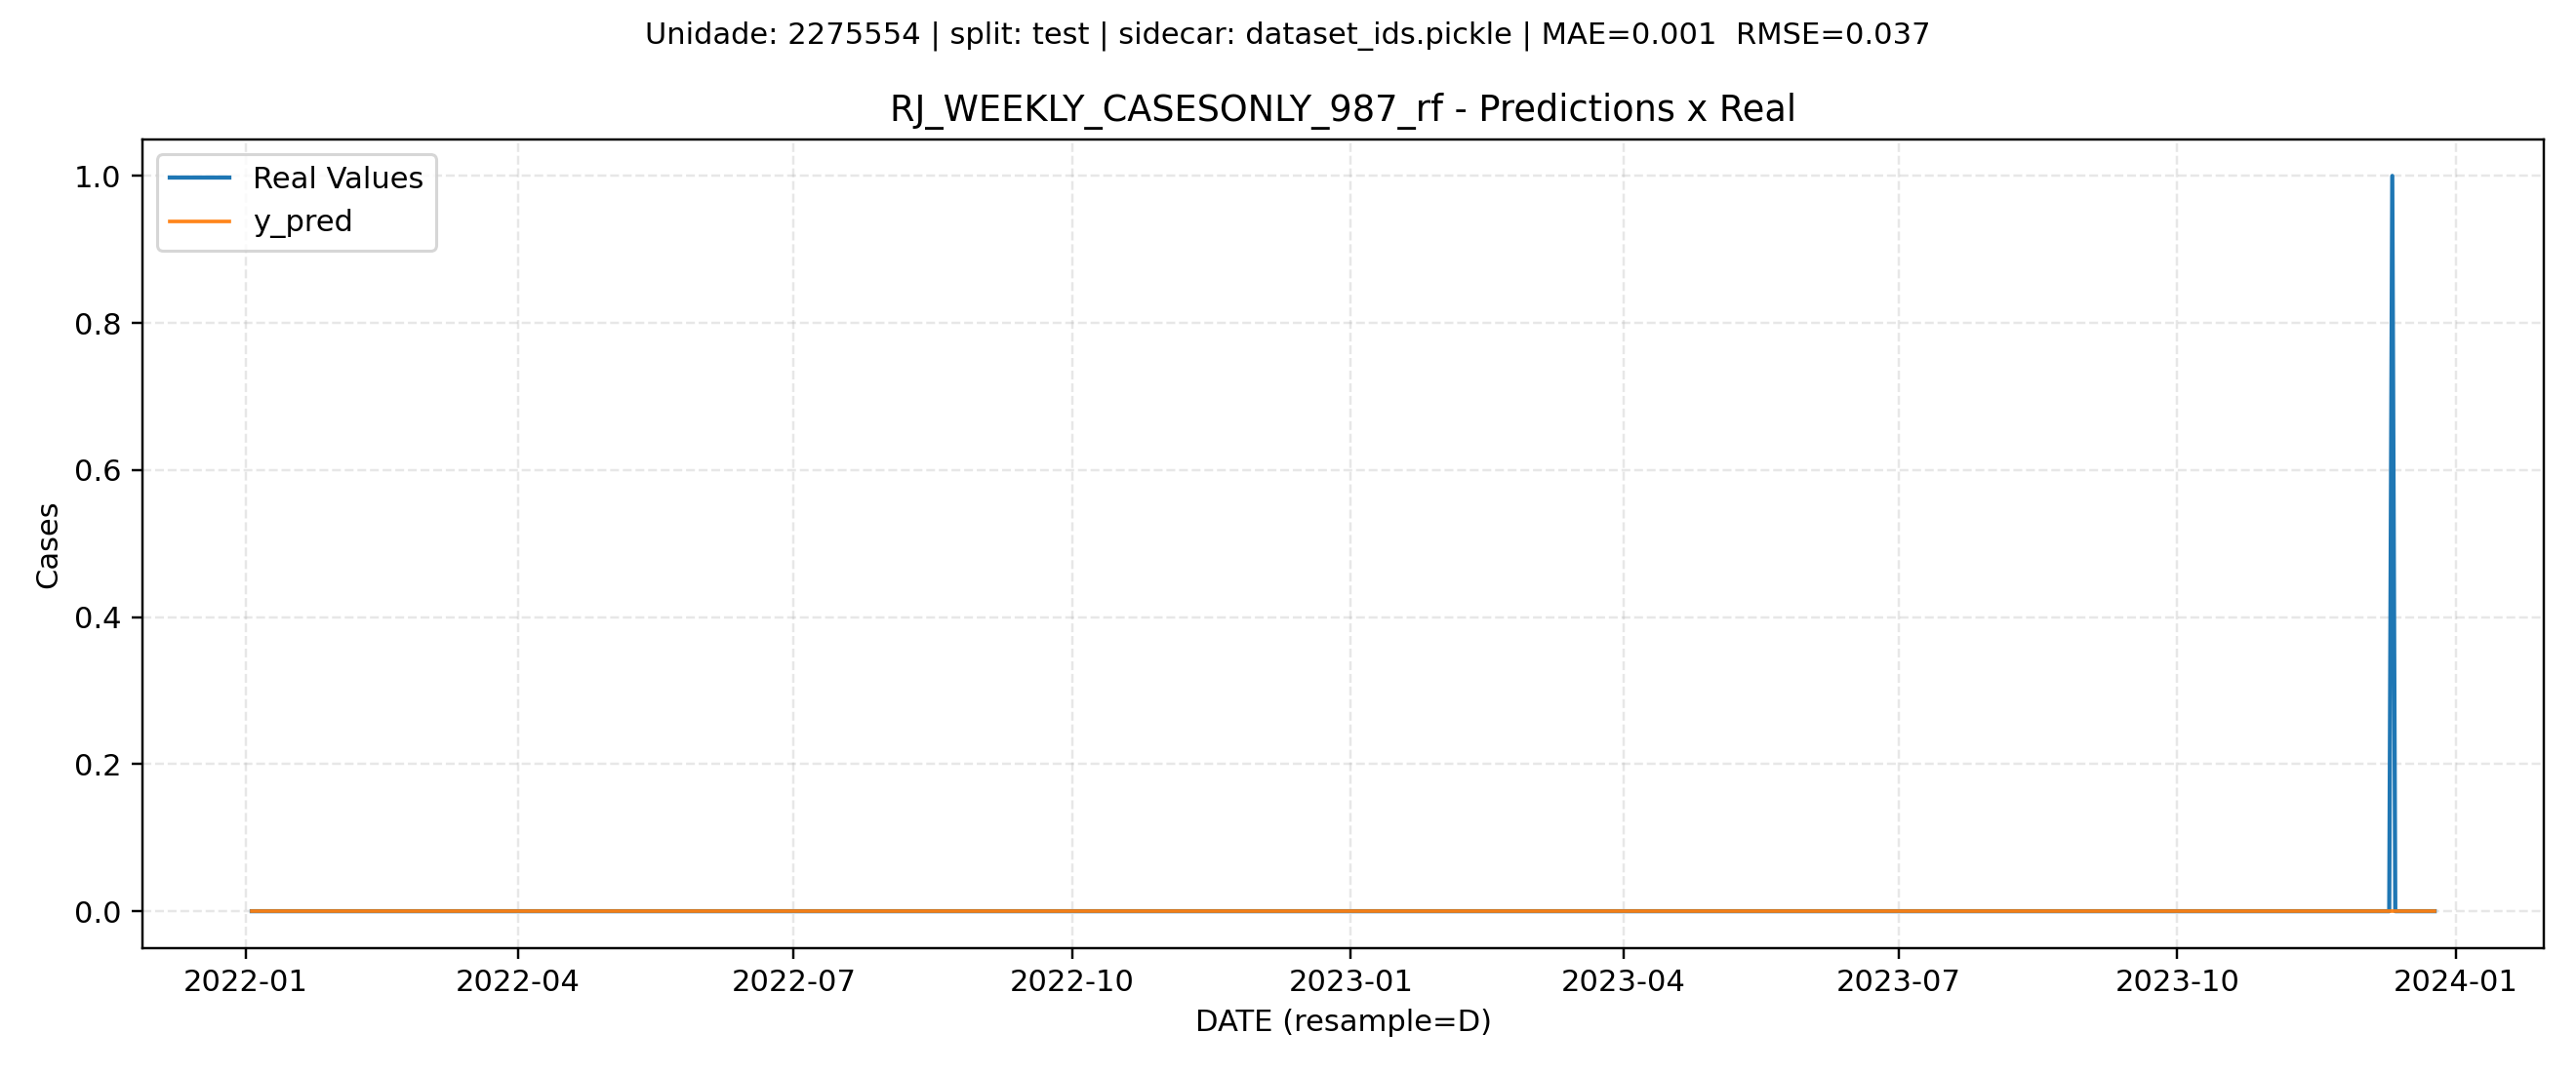 Unidade: 2275554 | split: test | sidecar: dataset_ids.pickle | MAE=0.001  RMSE=0.037
RJ_WEEKLY_CASESONLY_987_rf - Predictions x Real
Real Values
y_pred
1.0
0.8
0.6
0.4
0.2
0.0
Cases
2022-01 2022-04 2022-07 2022-10 2023-01 2023-04 2023-07 2023-10 2024-01
DATE (resample=D)